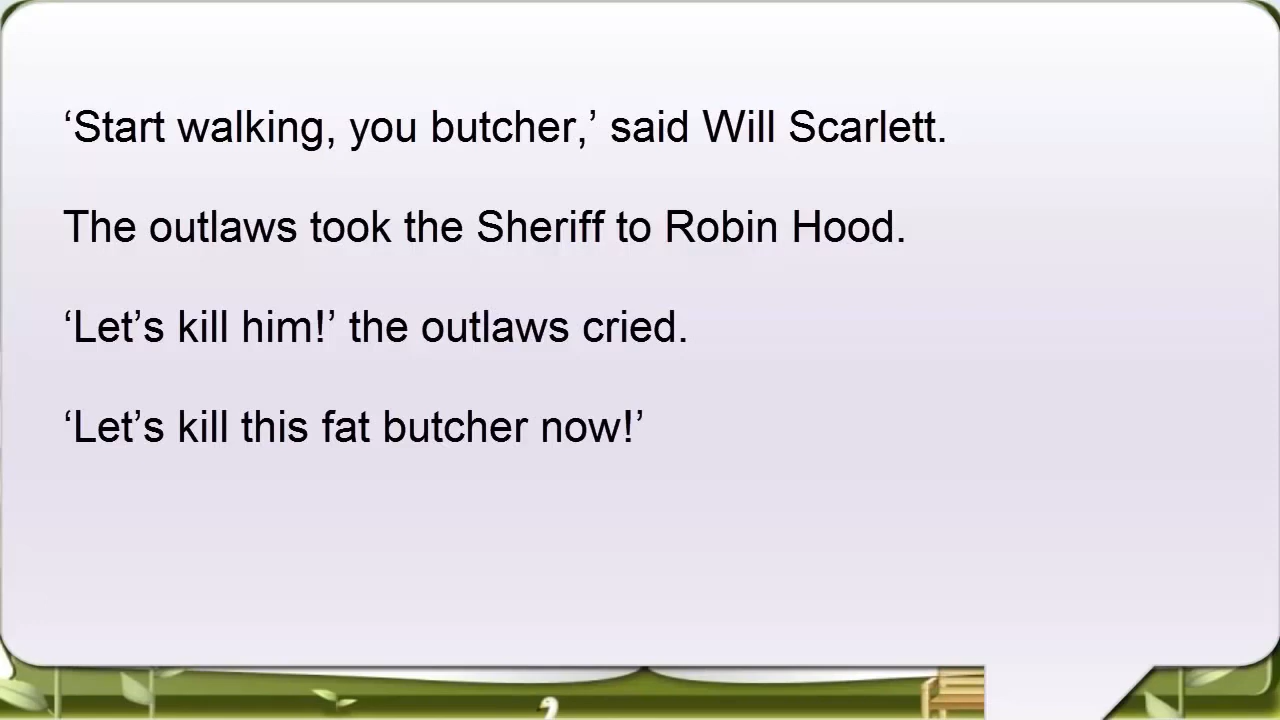 ‘Start walking, you butcher,’ said Will Scarlett.
The outlaws took the Sheriff to Robin Hood.
‘Let’s kill him!’ the outlaws cried.
‘Let’s kill this fat butcher now!’